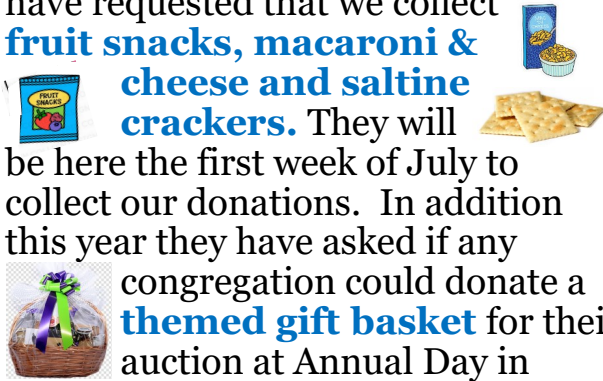 have requested that we collect
fruit snacks, macaroni &
cheese and saltine
crackers. They will
be here the first week of July to
collect our donations. In addition
this year they have asked if any
congregation could donate a
themed gift basket for thei
auction at Annual Day in
FRUIT
SNACKS